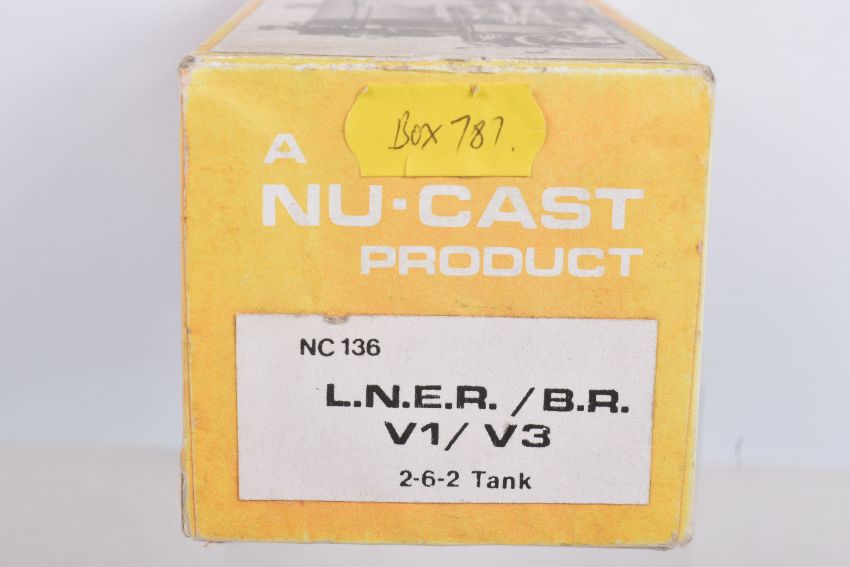 Box 787.
A
NU·CAST
PRODUCT
NC 136
L.N.E.R. / B.R.
V1/ V3
2-6-2 Tank